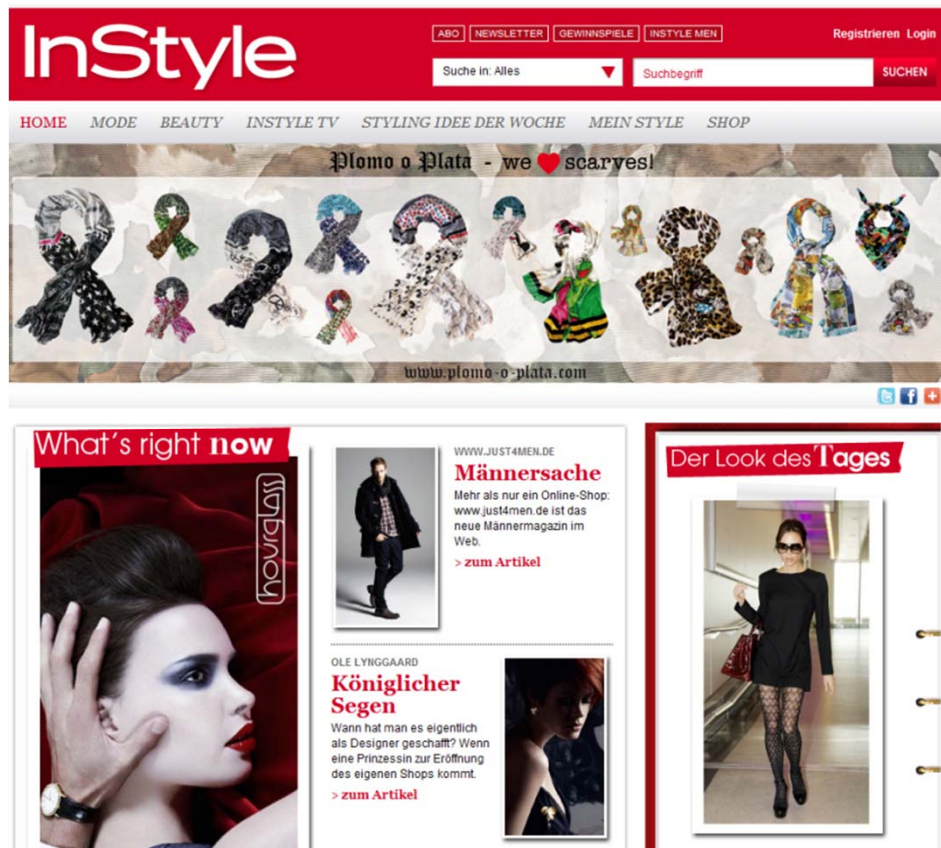 InStyle
ABO NEWSLETTER GEWINNSPIELE INSTYLE MEN
Registrieren Login
Suche in: Alles
Suchbegriff
SUCHEN
HOME MODE BEAUTY INSTYLE TV STYLING IDEE DER WOCHE MEIN STYLE SHOP
Plomo o Plata - we ❤ scarves!
www.plomo-o-plata.com
What's right now
hourglass
WWW.JUST4MEN.DE
Männersache
Mehr als nur ein Online-Shop:
www.just4men.de ist das
neue Männermagazin im
Web.
> zum Artikel
OLE LYNGGAARD
Königlicher
Segen
Wann hat man es eigentlich
als Designer geschafft? Wenn
eine Prinzessin zur Eröffnung
des eigenen Shops kommt.
> zum Artikel
Der Look des Tages